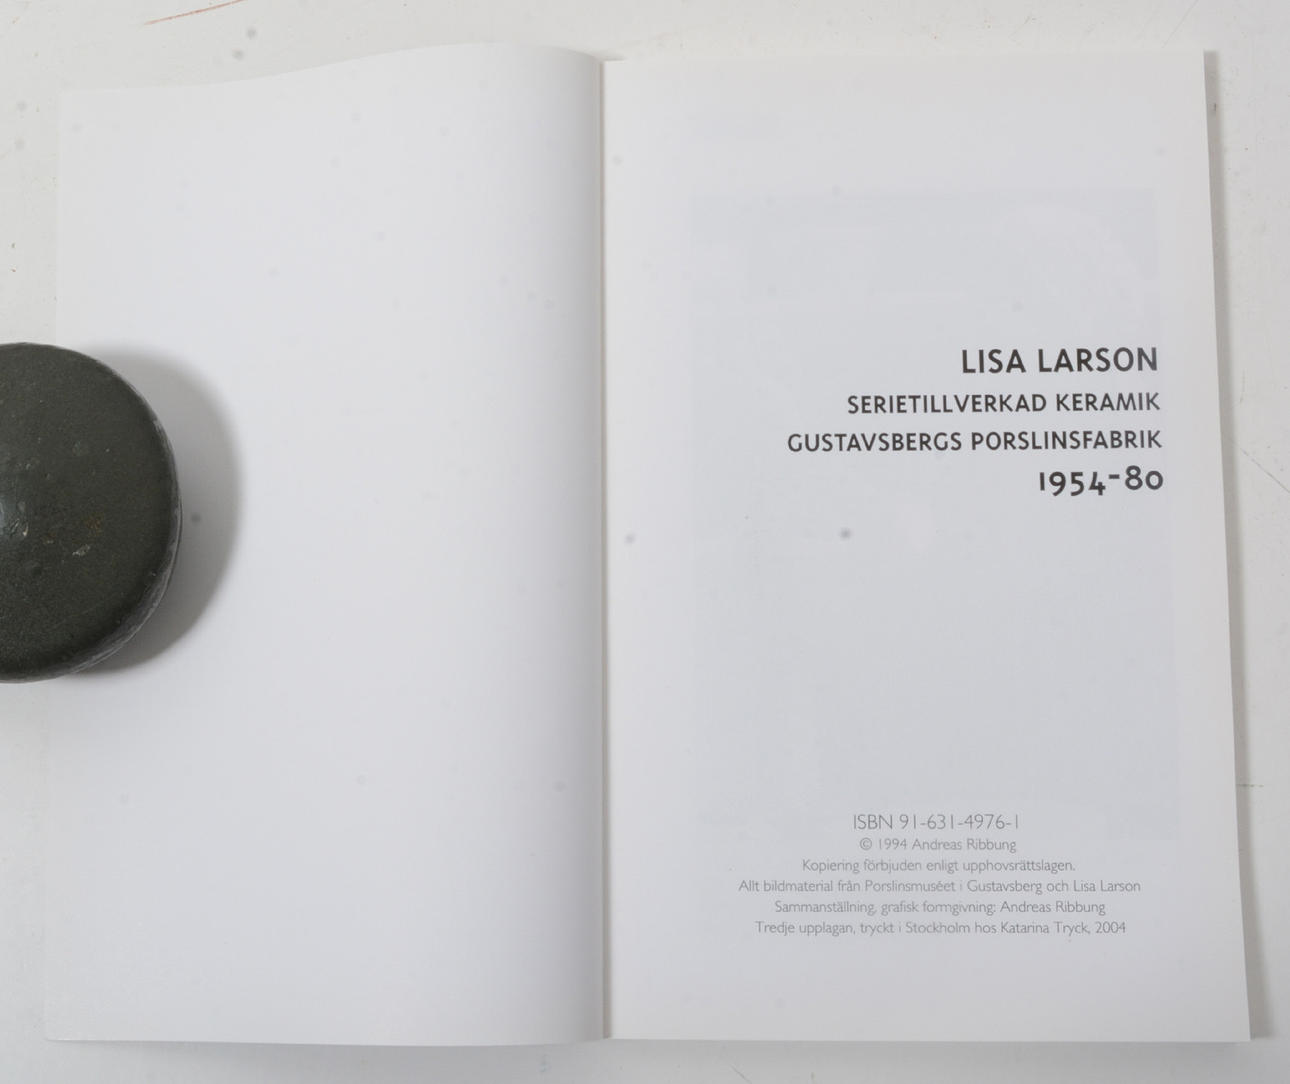 LISA LARSON
SERIETILLVERKAD KERAMIK
GUSTAVSBERGS PORSLINSFABRIK
1954-80
ISBN 91-631-4976-1
© 1994 Andreas Ribbung
Kopiering förbjuden enligt upphovsrättslagen.
Allt bildmaterial från Porslinsmuséet i Gustavsberg och Lisa Larson
Sammanställning, grafisk formgivning: Andreas Ribbung
Tredje upplagan, tryckt i Stockholm hos Katarina Tryck, 2004